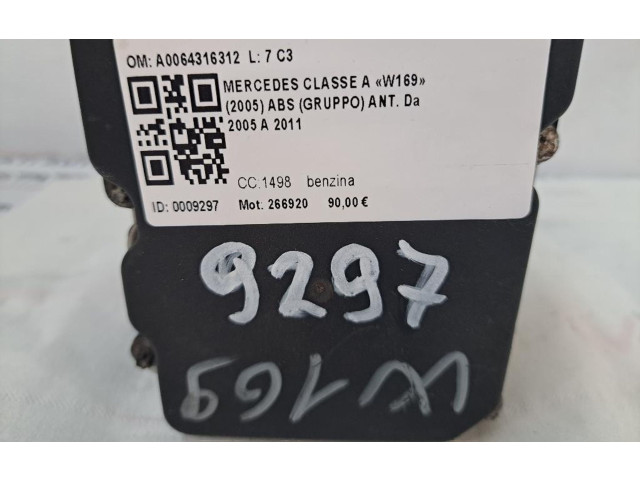 OM: A0064316312 L: 7 C3
MERCEDES CLASSE A «W169»
(2005) ABS (GRUPPO) ANT. Da
2005 A 2011
CC:1498 benzina
ID: 0009297 Mot. 266920 90,00 €
9297
W169